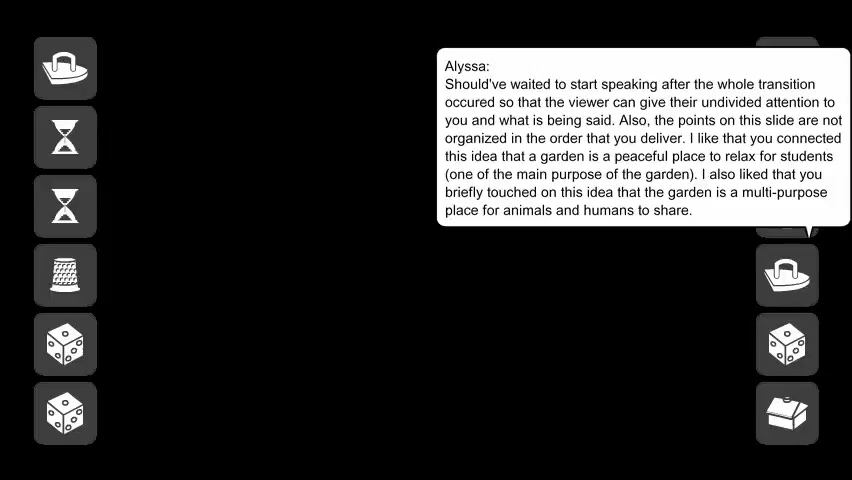 Alyssa:
Should've waited to start speaking after the whole transition
occured so that the viewer can give their undivided attention to
you and what is being said. Also, the points on this slide are not
organized in the order that you deliver. I like that you connected
this idea that a garden is a peaceful place to relax for students
(one of the main purpose of the garden). I also liked that you
briefly touched on this idea that the garden is a multi-purpose
place for animals and humans to share.